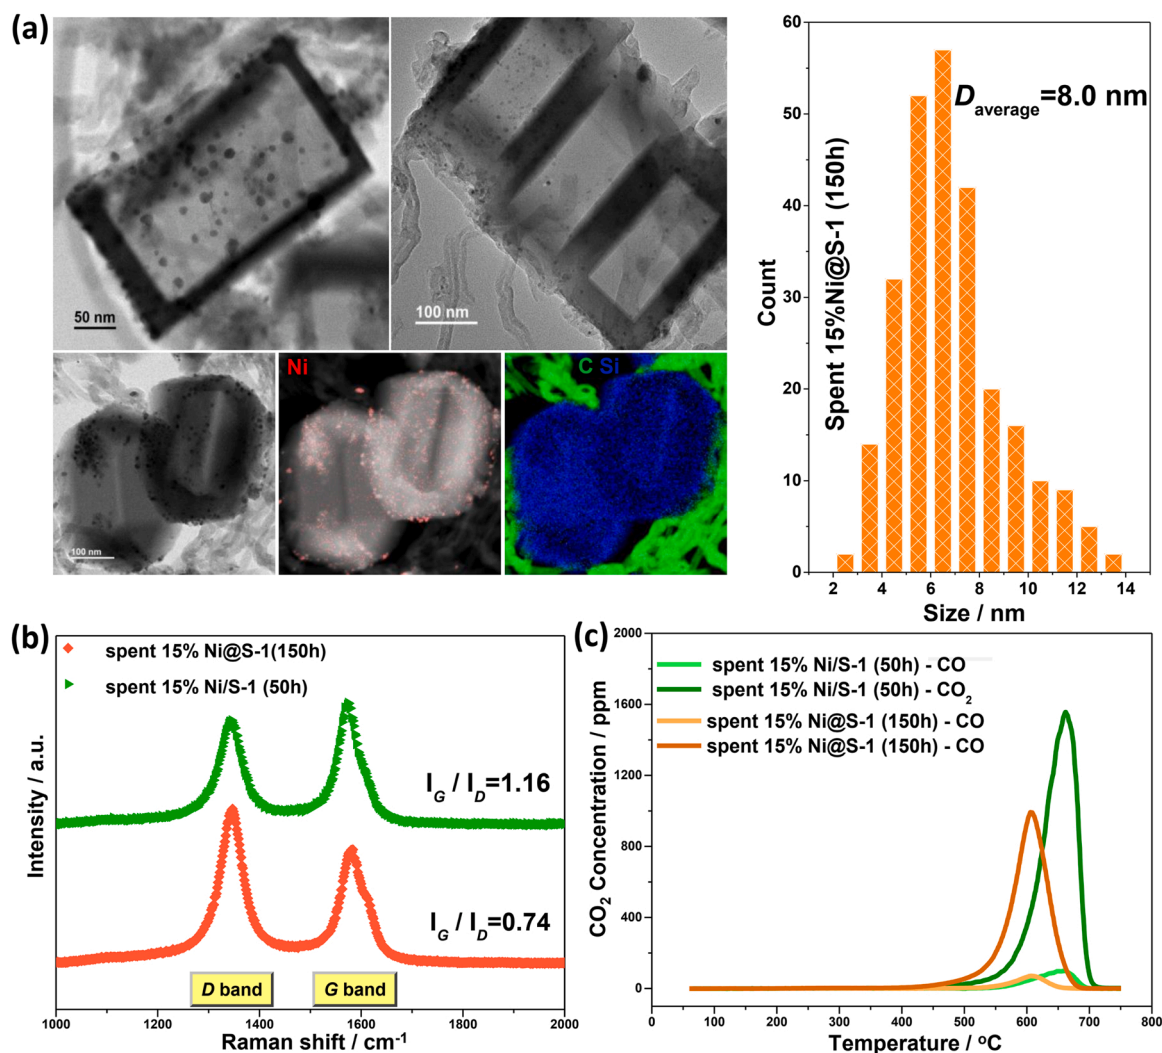 (a)
50 nm
100 nm
100 nm
Ni
C Si
60
50
40
30
20
10
0
Count
Spent 15%Ni@S-1 (150h)
Daverage=8.0 nm
2 4 6 8 10 12 14
Size / nm
(b)
spent 15% Ni@S-1(150h)
spent 15% Ni/S-1 (50h)
IG / ID=1.16
IG / ID=0.74
D band
G band
Intensity / a.u.
1000 1200 1400 1600 1800 2000
Raman shift / cm-1
(c)
2000
1600
1200
800
400
0
CO2 Concentration / ppm
spent 15% Ni/S-1 (50h) - CO
spent 15% Ni/S-1 (50h) - CO2
spent 15% Ni@S-1 (150h) - CO
spent 15% Ni@S-1 (150h) - CO
0 100 200 300 400 500 600 700 800
Temperature / oC